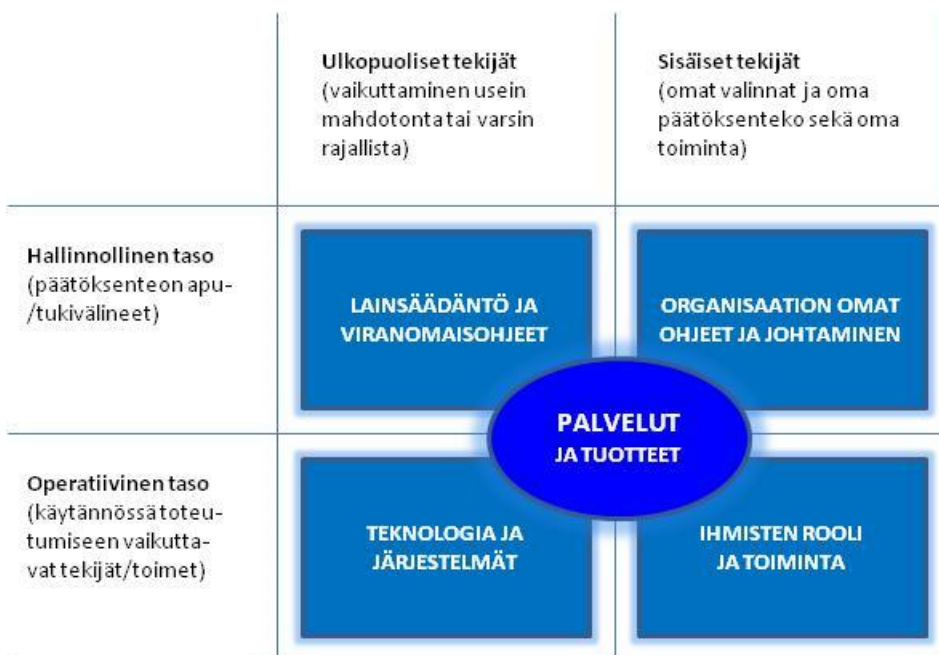 Ulkopuoliset tekijät
(vaikuttaminen usein
mahdotonta tai varsin
rajallista)
Sisäiset tekijät
(omat valinnat ja oma
päätöksenteko sekä oma
toiminta)
Hallinnollinen taso
(päätöksenteon apu-
/tukivälineet)
LAINSÄÄDÄNTÖ JA
VIRANOMAISOHJEET
ORGANISAATION OMAT
OHJEET JA JOHTAMINEN
PALVELUT
JA TUOTTEET
Operatiivinen taso
(käytännössä toteu-
tumiseen vaikutta-
vat tekijät/toimet)
TEKNOLOGIA JA
JÄRJESTELMÄT
IHMISTEN ROOLI
JA TOIMINTA